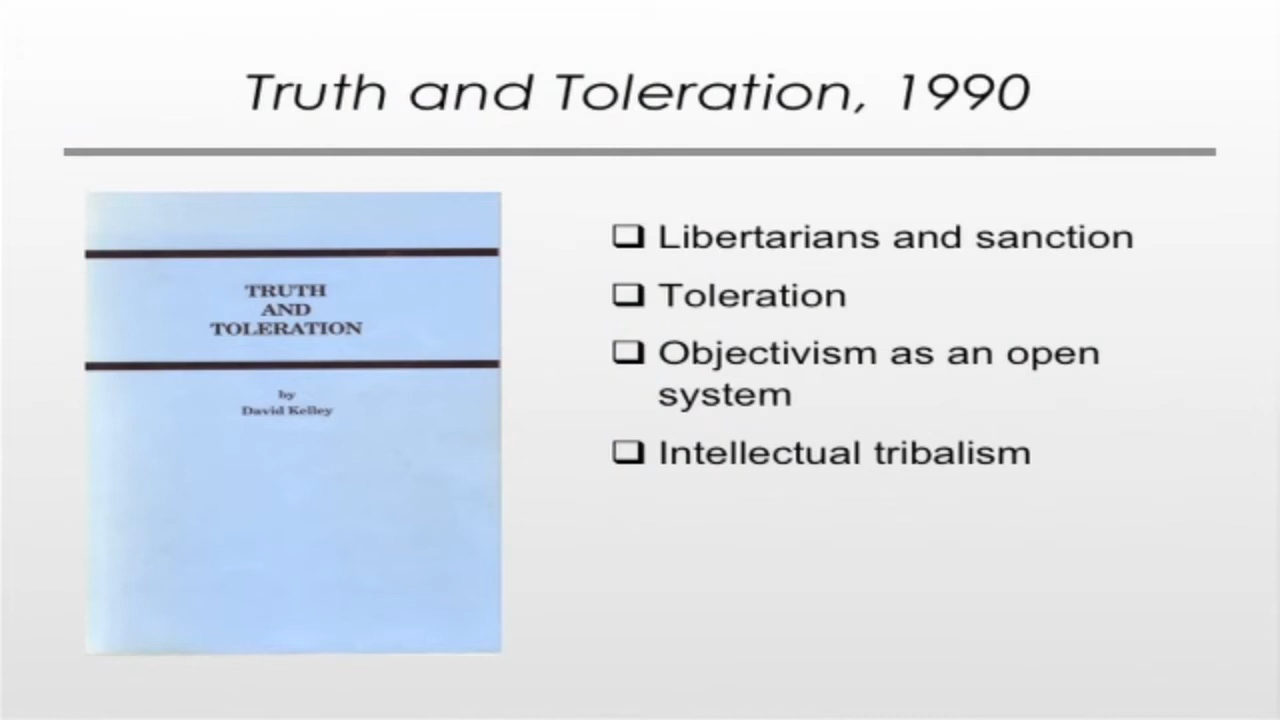 Truth and Toleration, 1990
TRUTH
AND
TOLERATION
by
David Kelley
Libertarians and sanction
Toleration
Objectivism as an open
system
Intellectual tribalism